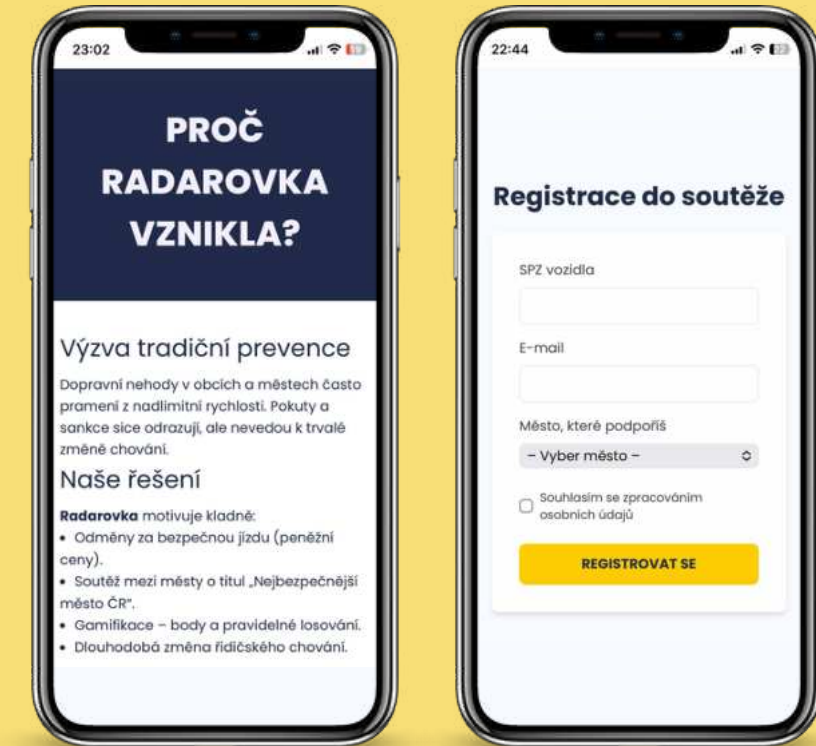 23:02
PROČ
RADAROVKA
VZNIKLA?
Výzva tradiční prevence
Dopravní nehody v obcích a městech často
pramení z nadlimitní rychlosti. Pokuty a
sankce sice odrazují, ale nevedou k trvalé
změně chování.
Naše řešení
Radarovka motivuje kladně:
• Odměny za bezpečnou jízdu (peněžní
ceny).
• Soutěž mezi městy o titul „Nejbezpečnější
město ČR“.
• Gamifikace – body a pravidelné losování.
• Dlouhodobá změna řidičského chování.
22:44
Registrace do soutěže
SPZ vozidla
E-mail
Město, které podpoříš
– Vyber město –
Souhlasím se zpracováním
osobních údajů
REGISTROVAT SE